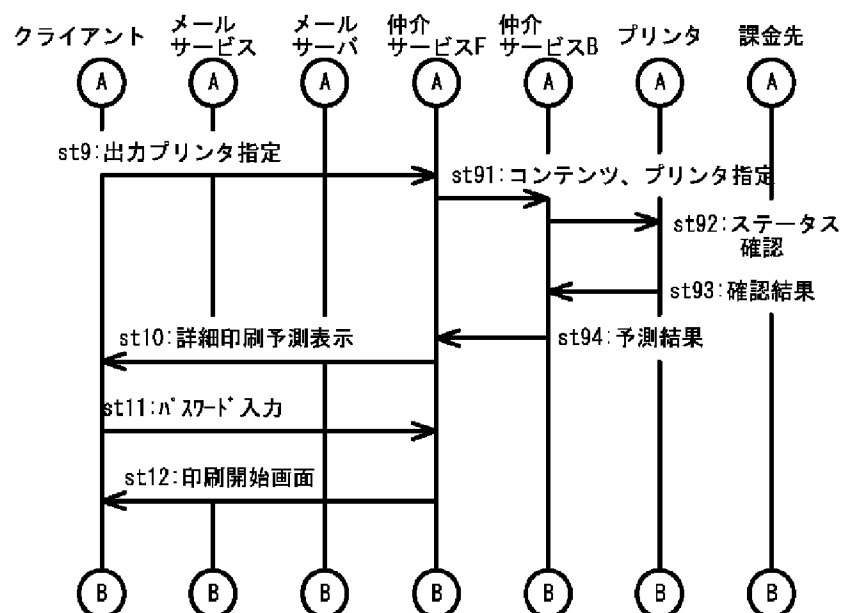 クライアント
メール
サービス
メール
サーバ
仲介
サービスF
仲介
サービスB
プリンタ
課金先
A A A A A A A
st9:出力プリンタ指定
st91:コンテンツ、プリンタ指定
st92:ステータス
確認
st93:確認結果
st10:詳細印刷予測表示
st94:予測結果
st11:ﾊﾟｽﾜｰﾄﾞ入力
st12:印刷開始画面
B B B B B B B